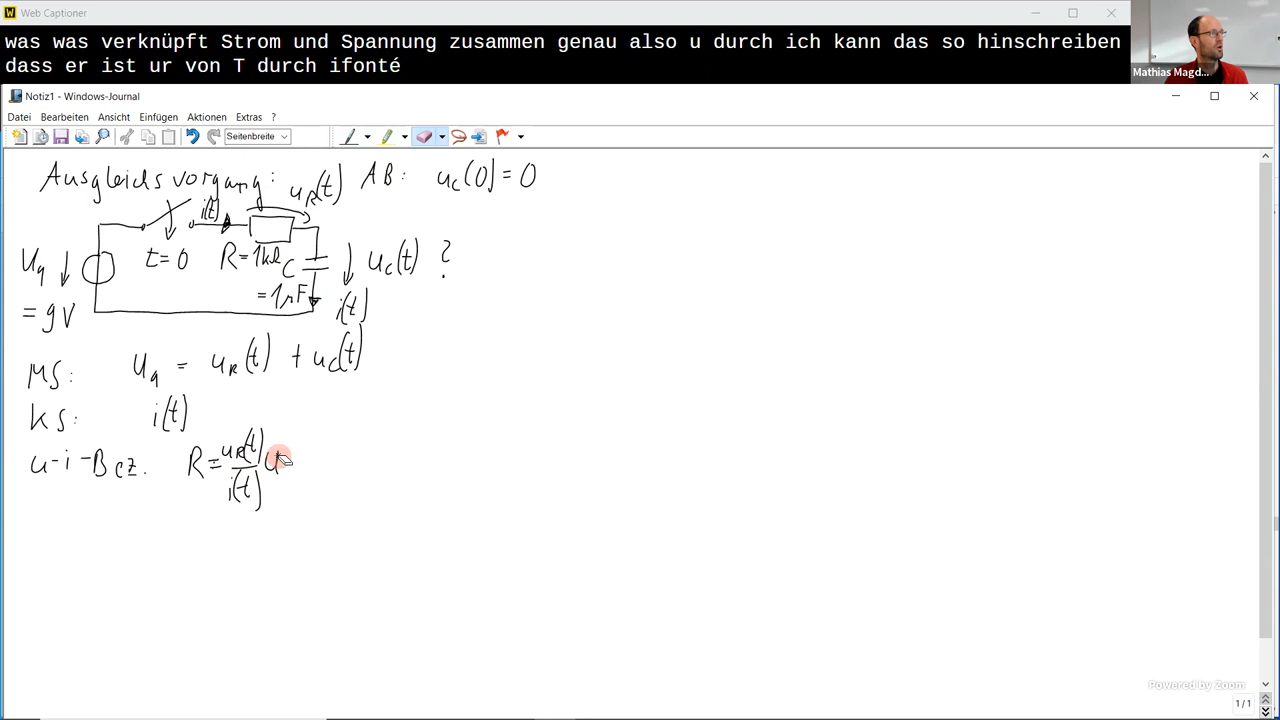 Web Captioner
was was verknüpft Strom und Spannung zusammen genau also u durch ich kann das so hinschreiben
dass er ist ur von T durch ifonté
Mathias Magd...
Notiz1 - Windows-Journal
Datei Bearbeiten Ansicht Einfügen Aktionen Extras ?
Seitenbreite
Ausgleichsvorgang: u_R(t) AB: u_C(0) = 0
i(t)
U_q t=0 R=1kΩ C u_C(t) ?
= 9V = 1µF i(t)
MS: U_q = u_R(t) + u_C(t)
KS: i(t)
u-i-Bez. R = u_R(t)/i(t) u
Powered by Zoom
1/1